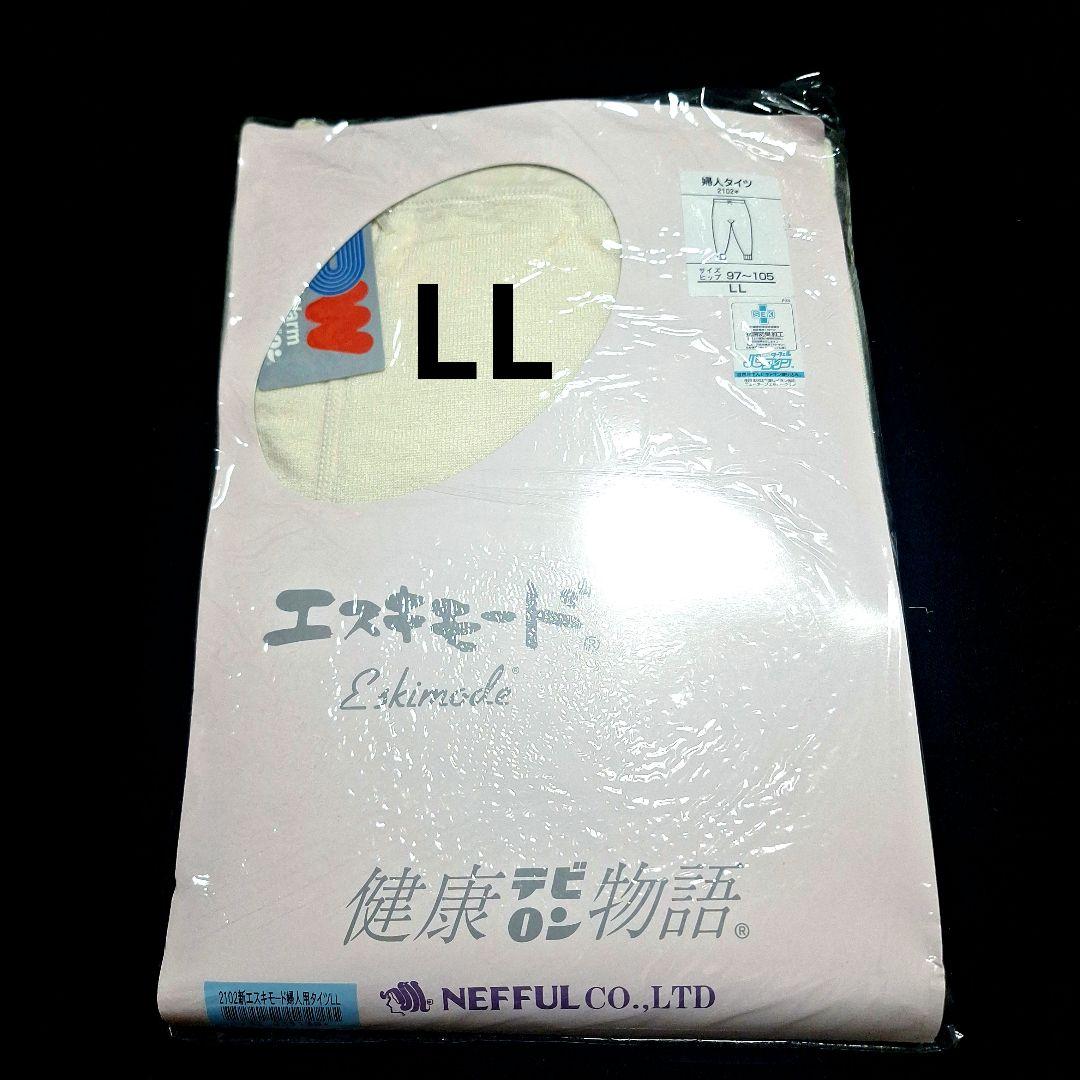 婦人タイツ
2102*
サイズ
ヒップ 97~105
LL
SEK
LL
Warm
エスキモード®
Eskimode®
健康テビロン物語®
2102新エスキモード婦人用タイツLL
NEFFUL CO.,LTD